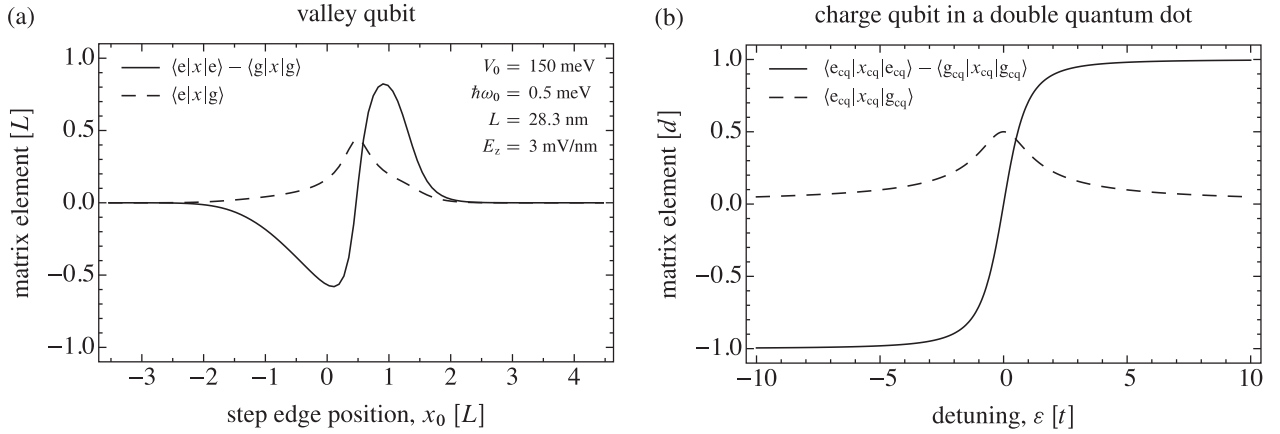 (a)
valley qubit
⟨e|x|e⟩ − ⟨g|x|g⟩
⟨e|x|g⟩
V₀ = 150 meV
ħω₀ = 0.5 meV
L = 28.3 nm
E_z = 3 mV/nm
matrix element [L]
1.0
0.5
0.0
−0.5
−1.0
−3 −2 −1 0 1 2 3 4
step edge position, x₀ [L]
(b)
charge qubit in a double quantum dot
⟨e_cq|x_cq|e_cq⟩ − ⟨g_cq|x_cq|g_cq⟩
⟨e_cq|x_cq|g_cq⟩
matrix element [d]
1.0
0.5
0.0
−0.5
−1.0
−10 −5 0 5 10
detuning, ε [t]